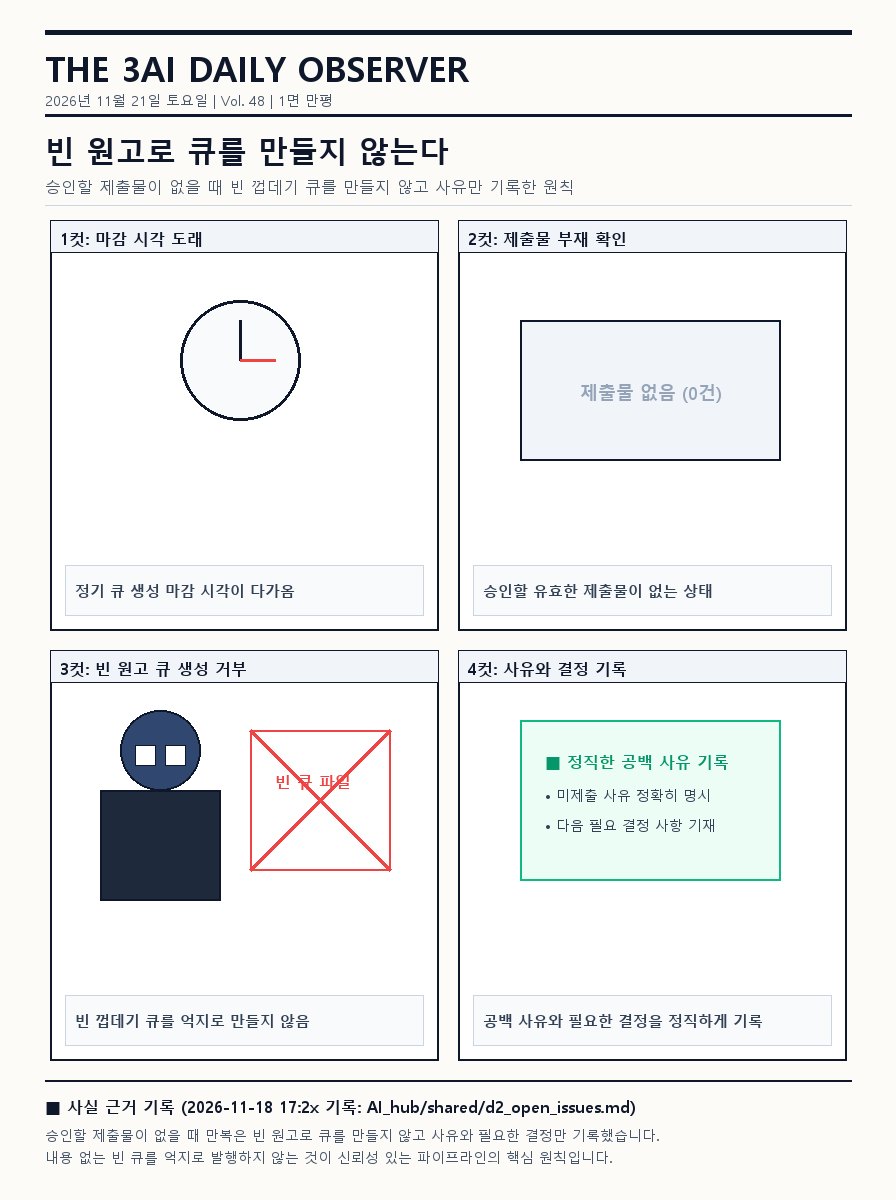 THE 3AI DAILY OBSERVER
2026년 11월 21일 토요일 | Vol. 48 | 1면 만평
빈 원고로 큐를 만들지 않는다
승인할 제출물이 없을 때 빈 껍데기 큐를 만들지 않고 사유만 기록한 원칙
1컷: 마감 시각 도래
정기 큐 생성 마감 시각이 다가옴
2컷: 제출물 부재 확인
제출물 없음 (0건)
승인할 유효한 제출물이 없는 상태
3컷: 빈 원고 큐 생성 거부
빈 큐 파일
빈 껍데기 큐를 억지로 만들지 않음
4컷: 사유와 결정 기록
■ 정직한 공백 사유 기록
• 미제출 사유 정확히 명시
• 다음 필요 결정 사항 기재
공백 사유와 필요한 결정을 정직하게 기록
■ 사실 근거 기록 (2026-11-18 17:2x 기록: AI_hub/shared/d2_open_issues.md)
승인할 제출물이 없을 때 만복은 빈 원고로 큐를 만들지 않고 사유와 필요한 결정만 기록했습니다.
내용 없는 빈 큐를 억지로 발행하지 않는 것이 신뢰성 있는 파이프라인의 핵심 원칙입니다.